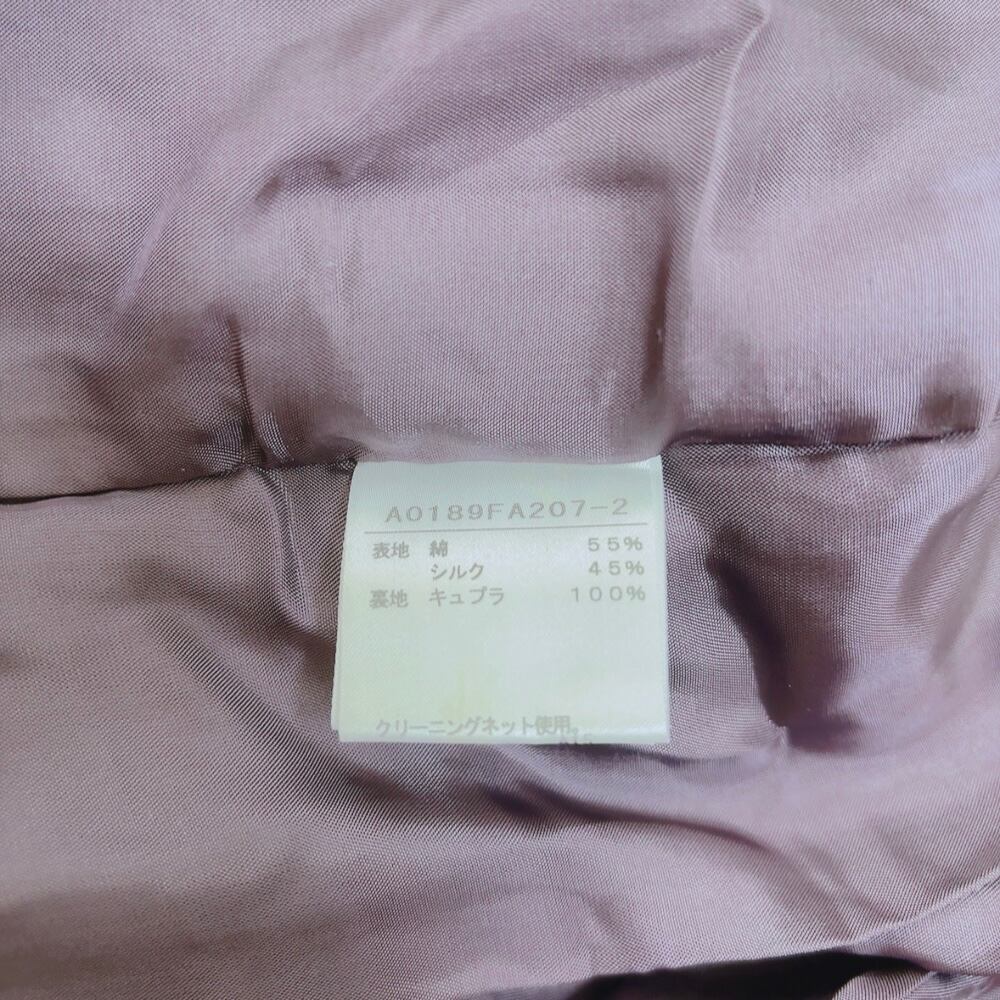 A0189FA207-2
表地 綿 55%
シルク 45%
裏地 キュプラ 100%
クリーニングネット使用